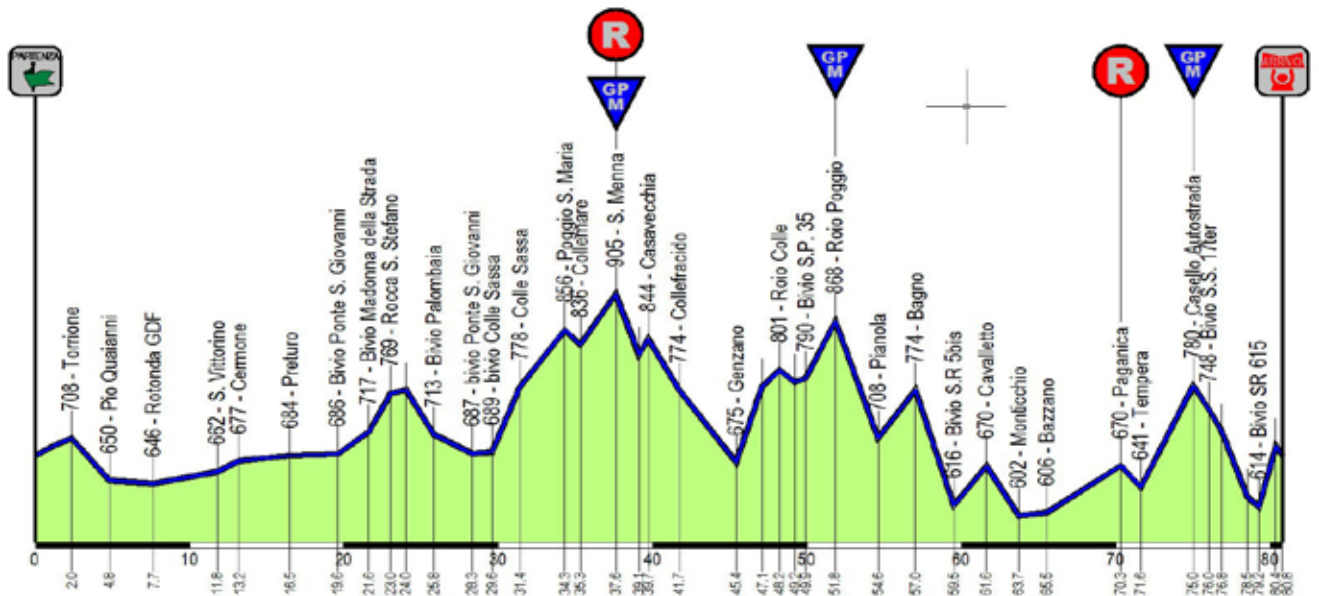 PARTENZA
R
GPM
GPM
R
GPM
ARRIVO
708 - Torrione
650 - Pio Quaianni
646 - Rotonda GDF
662 - S. Vittorino
677 - Cermone
684 - Preturo
686 - Bivio Ponte S. Giovanni
717 - Bivio Madonna della Strada
769 - Rocca S. Stefano
713 - Bivio Palombaia
687 - bivio Ponte S. Giovanni
689 - bivio Colle Sassa
778 - Colle Sassa
856 - Poggio S. Maria
836 - Collemare
905 - S. Menna
844 - Casavecchia
774 - Collefracido
675 - Genzano
801 - Roio Colle
790 - Bivio S.P. 35
868 - Roio Poggio
708 - Pianola
774 - Bagno
616 - Bivio S.R 5bis
670 - Cavalletto
602 - Monticchio
606 - Bazzano
670 - Paganica
641 - Tempera
780 - Casello Autostrada
748 - Bivio S.S. 17ter
614 - Bivio SR 615
0 10 20 30 40 50 60 70 80
2.0
4.8
7.7
11.8
13.2
16.5
19.6
21.6
23.0
24.0
25.8
28.3
29.6
31.4
34.3
35.3
37.6
39.1
39.7
41.7
45.4
47.1
48.2
49.2
49.9
51.8
54.6
57.0
59.5
61.6
63.7
65.5
70.3
71.6
75.0
76.0
76.8
78.5
79.2
80.4
80.8